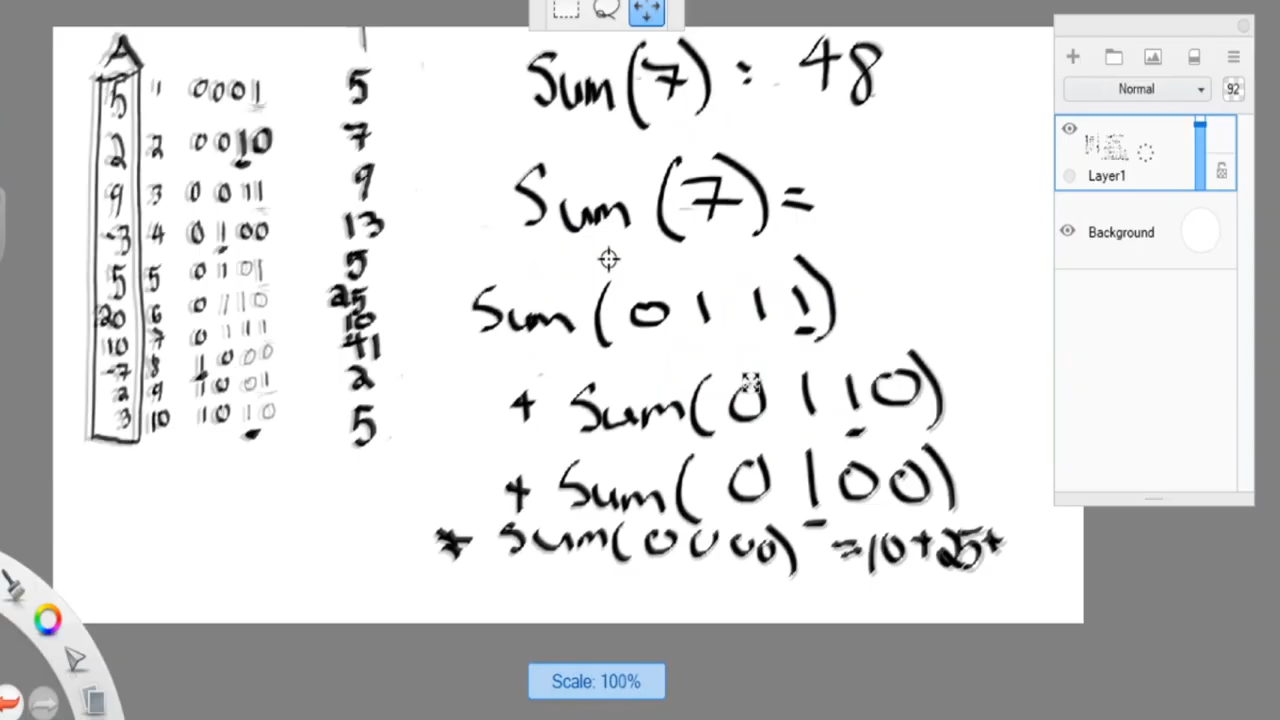 A
5 1 0001 5
2 2 0010 7
9 3 0011 9
-3 4 0100 13
5 5 0101 5
20 6 0110 25
10 7 0111 10
-7 8 1000 41
2 9 1001 2
3 10 1010 5
Sum(7) : 48
Sum(7) =
Sum(0111)
+ Sum(0110)
+ Sum(0100)
+ Sum(0000) =10+25+
Normal
92
Layer1
Background
Scale: 100%